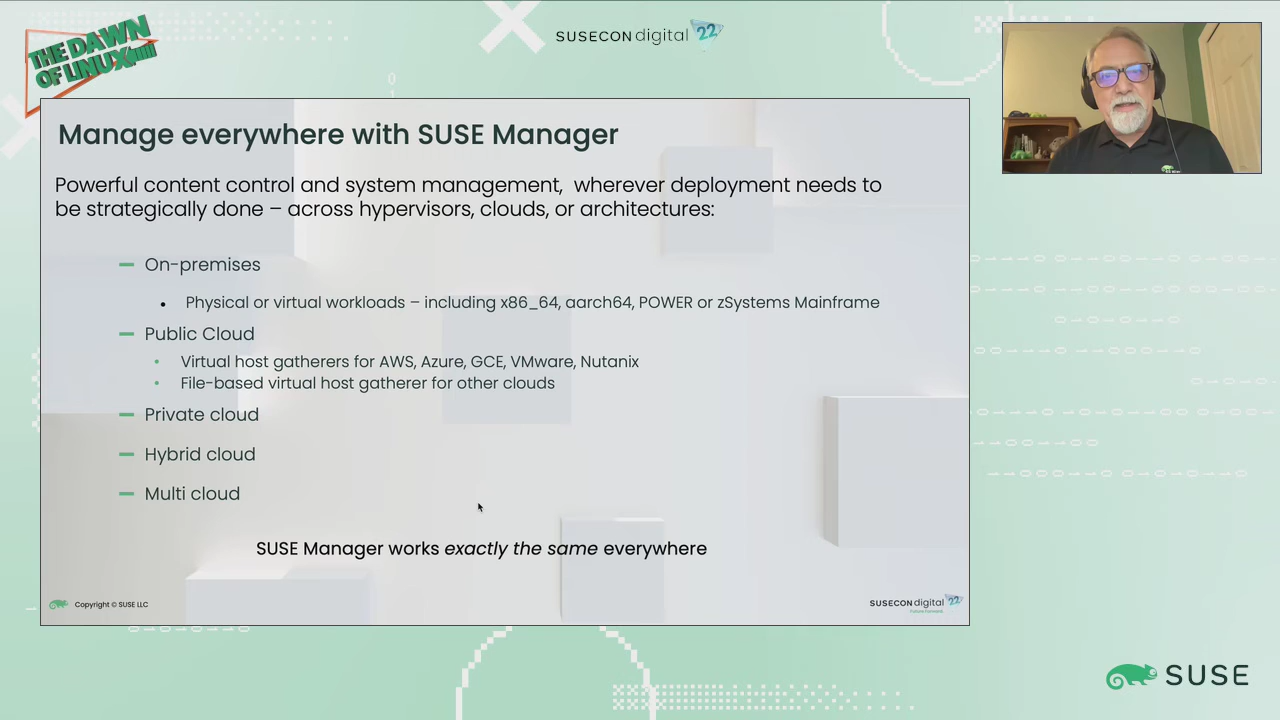 THE DAWN
OF LINUX
SUSECON digital 22
Manage everywhere with SUSE Manager
Powerful content control and system management, wherever deployment needs to
be strategically done – across hypervisors, clouds, or architectures:
On-premises
Physical or virtual workloads – including x86_64, aarch64, POWER or zSystems Mainframe
Public Cloud
Virtual host gatherers for AWS, Azure, GCE, VMware, Nutanix
File-based virtual host gatherer for other clouds
Private cloud
Hybrid cloud
Multi cloud
SUSE Manager works exactly the same everywhere
Copyright © SUSE LLC
SUSECON digital 22
Future Forward.
SUSE